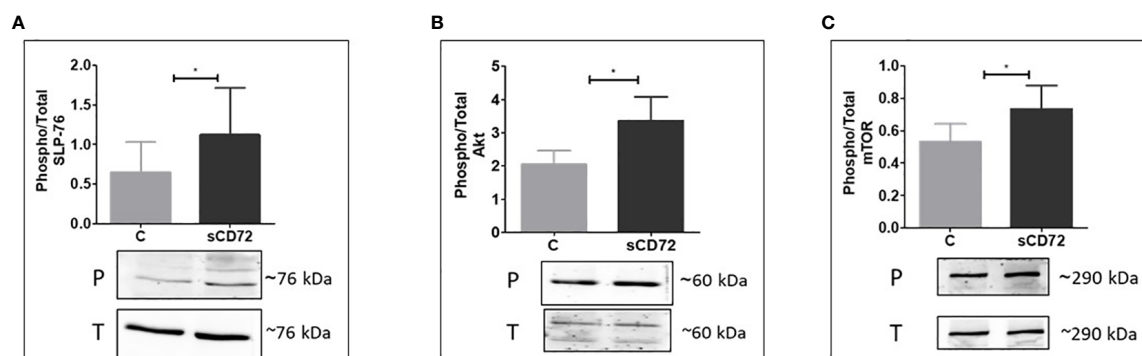 A
Phospho/Total
SLP-76
2.0
1.5
1.0
0.5
0.0
*
C
sCD72
P
~76 kDa
T
~76 kDa
B
Phospho/Total
Akt
5
4
3
2
1
0
*
C
sCD72
P
~60 kDa
T
~60 kDa
C
Phospho/Total
mTOR
1.0
0.8
0.6
0.4
0.2
0.0
*
C
sCD72
P
~290 kDa
T
~290 kDa